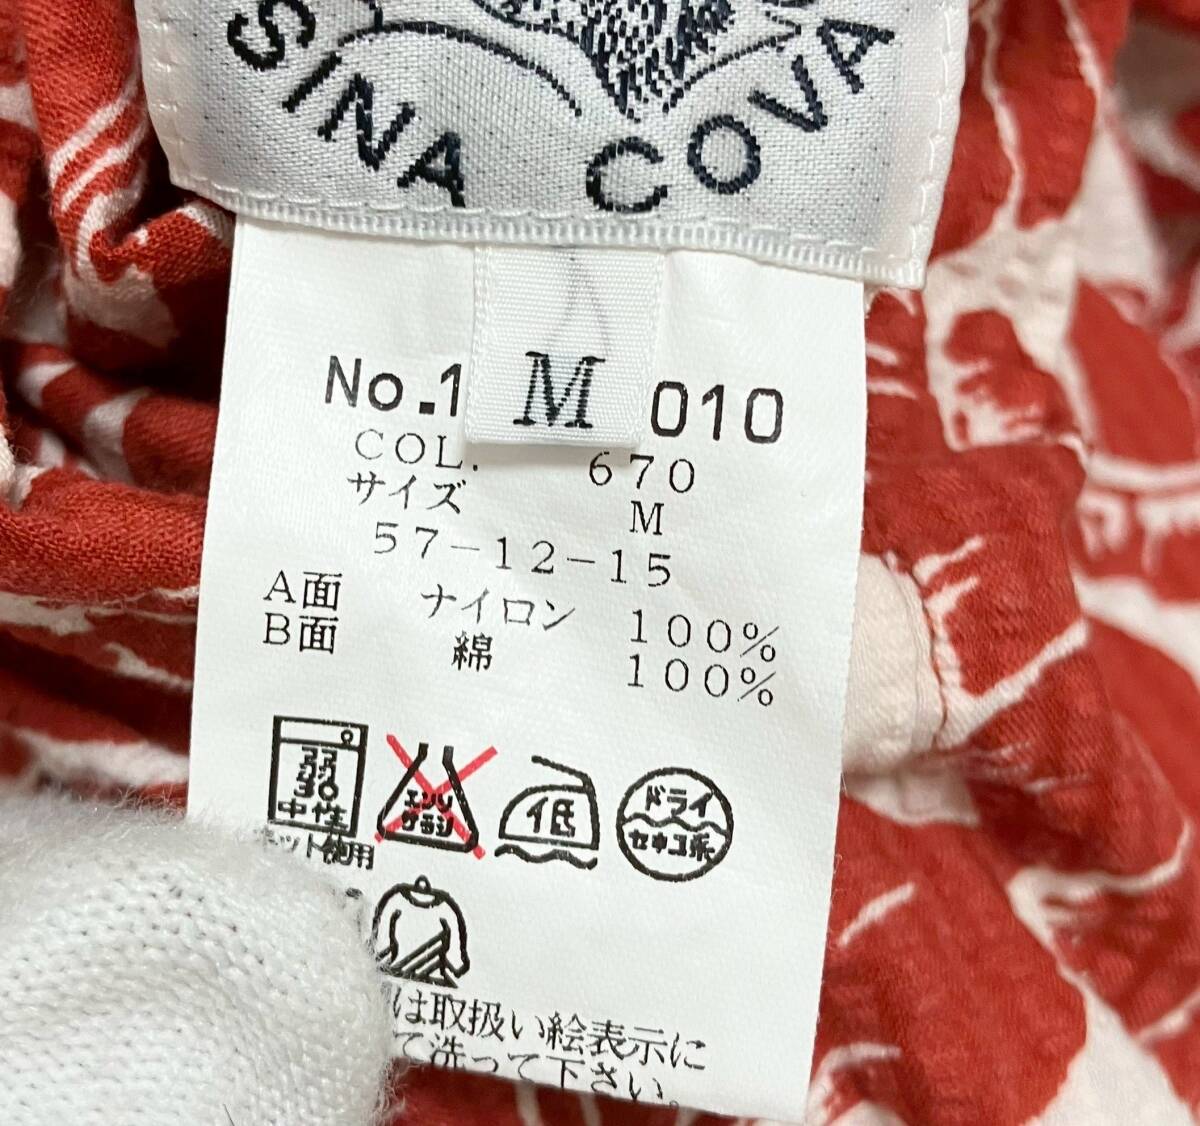 SINA COVA
No.1 M 010
COL. 670
サイズ M
57-12-15
A面 ナイロン 100%
B面 綿 100%
弱
30
中性
エンソ
サラシ
低
ドライ
セキユ系
ット使用
は取扱い絵表示に
て洗って下さい。